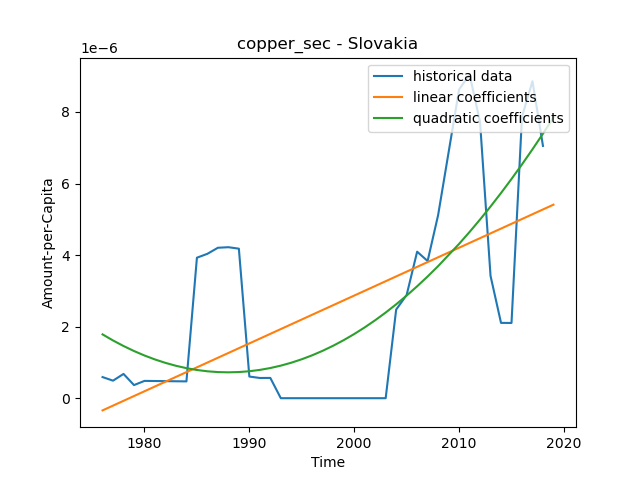 copper_sec - Slovakia
1e−6
historical data
linear coefficients
quadratic coefficients
8
6
4
2
0
Amount-per-Capita
1980 1990 2000 2010 2020
Time